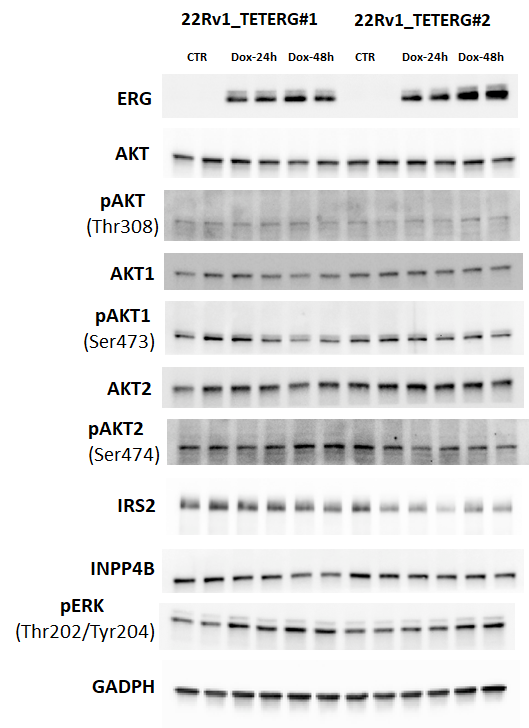 22Rv1_TETERG#1 22Rv1_TETERG#2
CTR Dox-24h Dox-48h CTR Dox-24h Dox-48h
ERG
AKT
pAKT
(Thr308)
AKT1
pAKT1
(Ser473)
AKT2
pAKT2
(Ser474)
IRS2
INPP4B
pERK
(Thr202/Tyr204)
GADPH